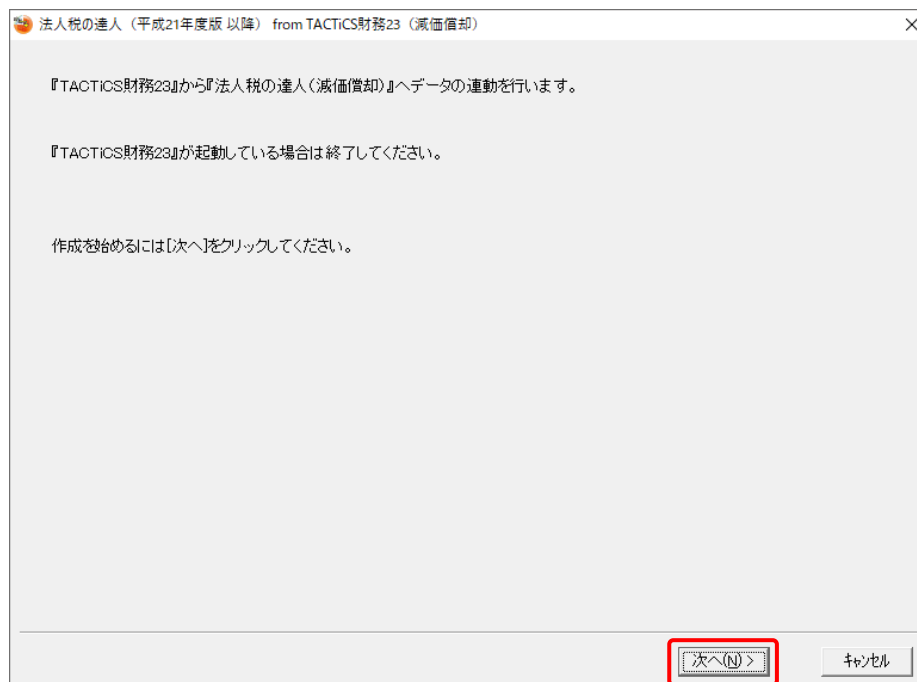 法人税の達人（平成21年度版 以降） from TACTiCS財務23（減価償却）
『TACTiCS財務23』から『法人税の達人（減価償却）』へデータの連動を行います。
『TACTiCS財務23』が起動している場合は終了してください。
作成を始めるには[次へ]をクリックしてください。
次へ(N) >
キャンセル